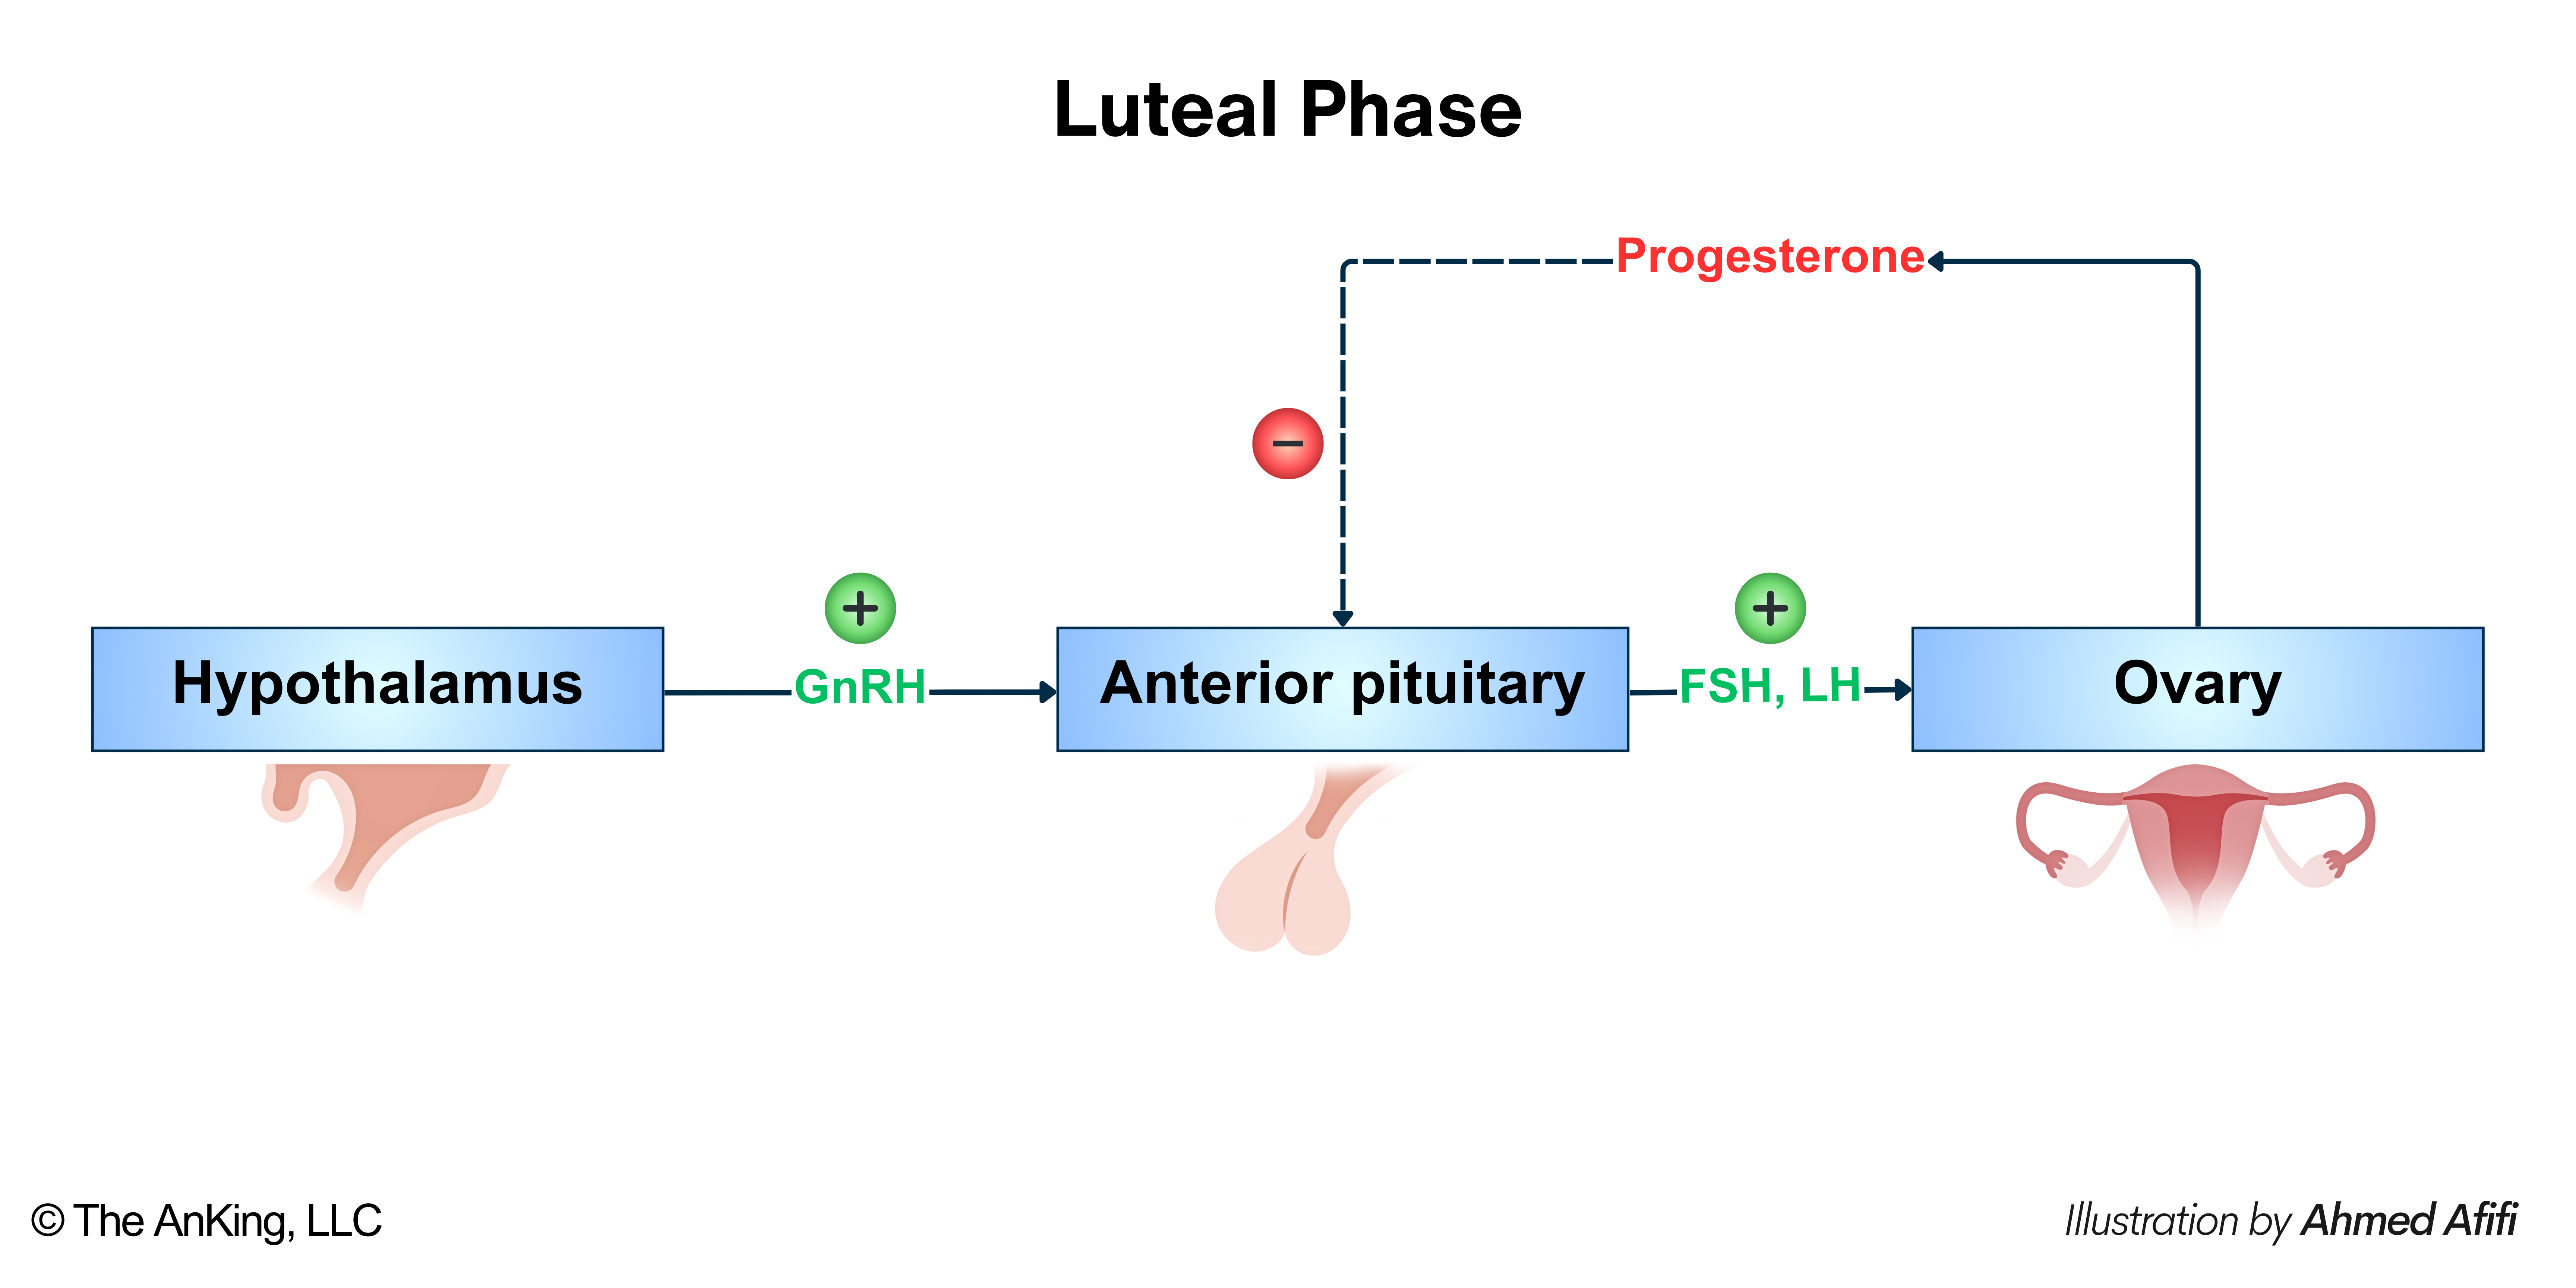 Luteal Phase
Progesterone
−
+
+
Hypothalamus
GnRH
Anterior pituitary
FSH, LH
Ovary
© The AnKing, LLC
Illustration by Ahmed Afifi